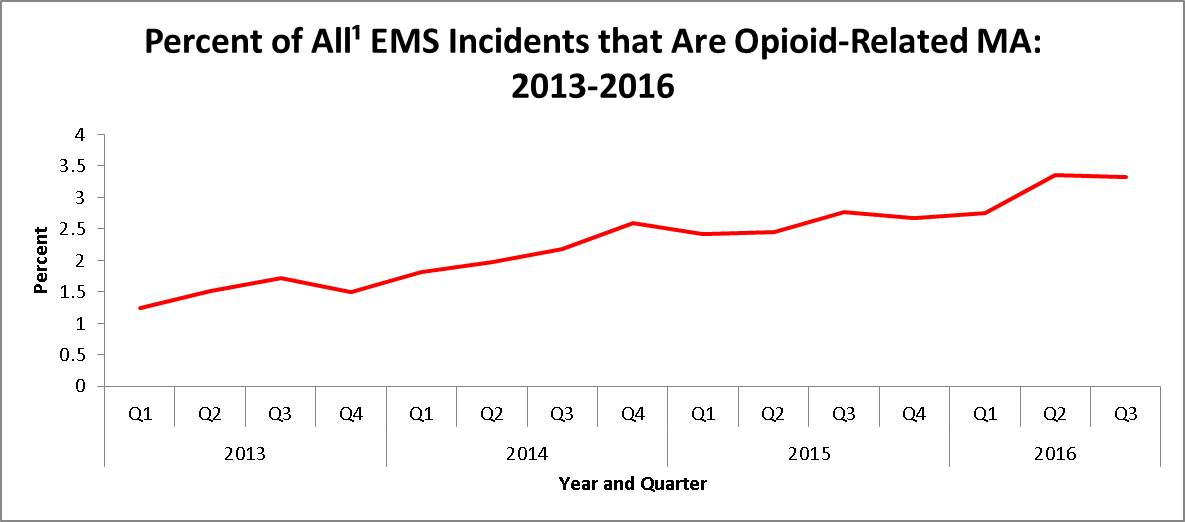 Percent of All¹ EMS Incidents that Are Opioid-Related MA:
2013-2016
4
3.5
3
2.5
2
1.5
1
0.5
0
Percent
Q1 Q2 Q3 Q4 Q1 Q2 Q3 Q4 Q1 Q2 Q3 Q4 Q1 Q2 Q3
2013 2014 2015 2016
Year and Quarter